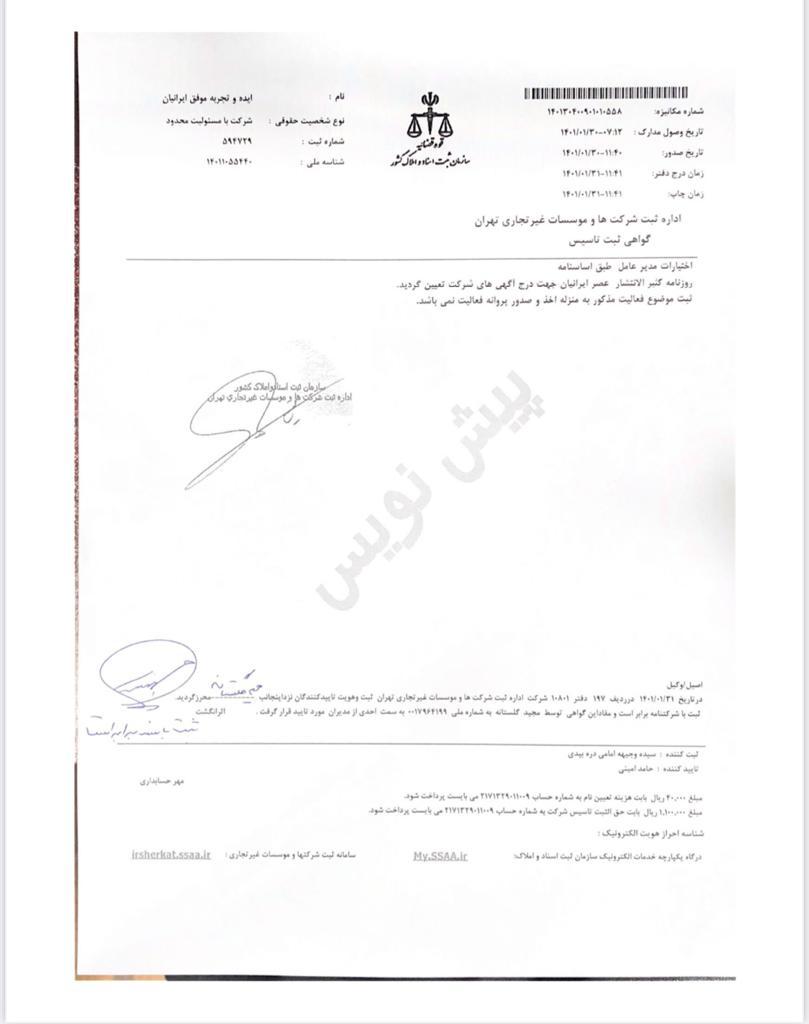 شماره مکانیزه: ۱۴۰۱۳۰۴۰۰۹۰۱۰۱۰۵۵۸
تاریخ وصول مدارک : ۰۷:۱۲-۱۴۰۱/۰۱/۳۰
تاریخ صدور: ۱۱:۴۰-۱۴۰۱/۰۱/۳۰
زمان درج دفتر: ۱۱:۴۱-۱۴۰۱/۰۱/۳۱
زمان چاپ: ۱۱:۴۱-۱۴۰۱/۰۱/۳۱
قوه قضائیه
سازمان ثبت اسناد و املاک کشور
نام : ایده و تجربه موفق ایرانیان
نوع شخصیت حقوقی : شرکت با مسئولیت محدود
شماره ثبت : ۵۹۴۷۲۹
شناسه ملی : ۱۴۰۱۱۰۵۵۴۴۰
اداره ثبت شرکت ها و موسسات غیرتجاری تهران
گواهی ثبت تاسیس
اختیارات مدیر عامل طبق اساسنامه
روزنامه کثیر الانتشار عصر ایرانیان جهت درج آگهی های شرکت تعیین گردید.
ثبت موضوع فعالیت مذکور به منزله اخذ و صدور پروانه فعالیت نمی باشد.
سازمان ثبت اسناد و املاک کشور
اداره ثبت شرکت ها و موسسات غیرتجاری تهران
پیش نویس
اصیل/وکیل
در تاریخ ۱۴۰۱/۰۱/۳۱ در ردیف ۱۹۷ دفتر ۱۰۸۰۱ شرکت اداره ثبت شرکت ها و موسسات غیرتجاری تهران ثبت وهویت تاییدکنندگان نزداینجانب محرزگردید.
ثبت با شرکتنامه برابر است و مفاداین گواهی توسط مجید گلستانه به شماره ملی ۰۰۱۷۹۶۴۱۹۹ به سمت احدی از مدیران مورد تایید قرار گرفت . اثرانگشت
ثبت با سند برابر است
ثبت کننده : سیده وجیهه امامی دره بیدی
تایید کننده : حامد امینی
مهر حسابداری
مبلغ ۴۰,۰۰۰ ریال بابت هزینه تعیین نام به شماره حساب ۲۱۷۱۳۲۹۰۱۱۰۰۹ می بایست پرداخت شود.
مبلغ ۱,۱۰۰,۰۰۰ ریال بابت حق الثبت تاسیس شرکت به شماره حساب ۲۱۷۱۳۲۹۰۱۱۰۰۹ می بایست پرداخت شود.
شناسه احراز هویت الکترونیک :
درگاه یکپارچه خدمات الکترونیک سازمان ثبت اسناد و املاک: My.SSAA.ir سامانه ثبت شرکتها و موسسات غیرتجاری : irsherkat.ssaa.ir